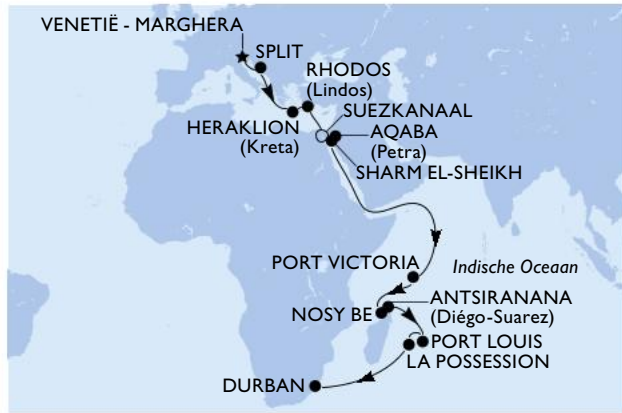 VENETIË - MARGHERA
SPLIT
RHODOS
(Lindos)
SUEZKANAAL
HERAKLION
(Kreta)
AQABA
(Petra)
SHARM EL-SHEIKH
PORT VICTORIA
Indische Oceaan
ANTSIRANANA
(Diégo-Suarez)
NOSY BE
PORT LOUIS
LA POSSESSION
DURBAN